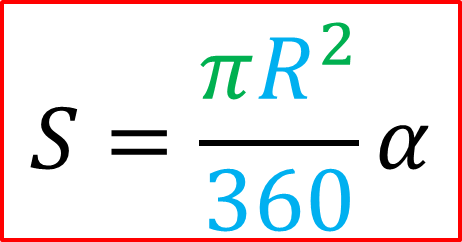 S = πR²/360 α